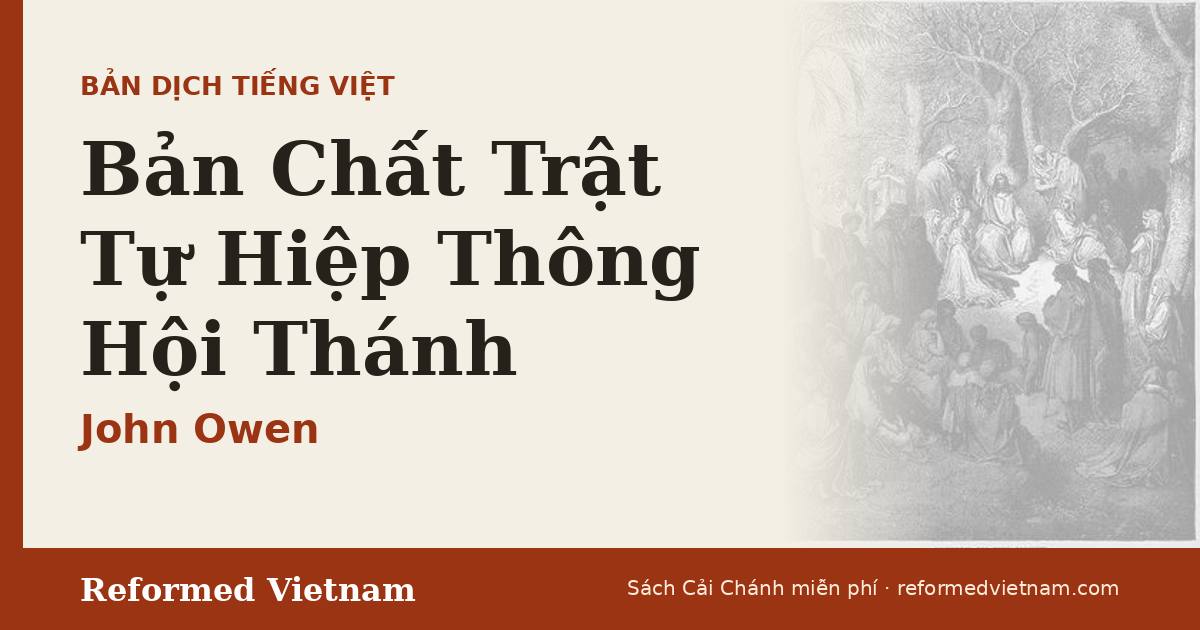 BẢN DỊCH TIẾNG VIỆT
Bản Chất Trật
Tự Hiệp Thông
Hội Thánh
John Owen
Reformed Vietnam
Sách Cải Chánh miễn phí · reformedvietnam.com